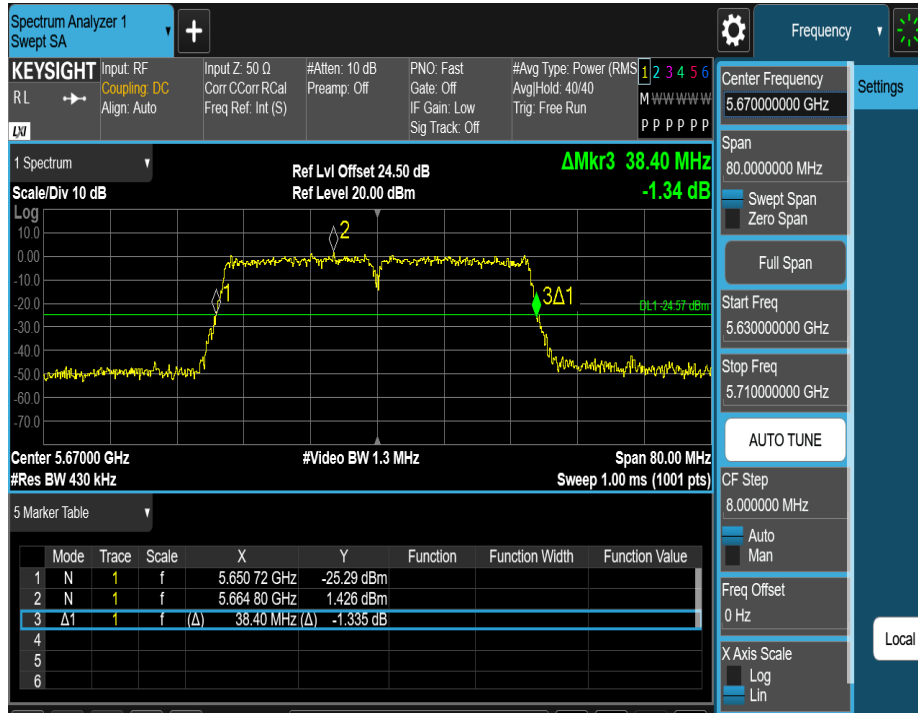 Spectrum Analyzer 1
Swept SA
+
Frequency
KEYSIGHT
RL
LXI
Input: RF
Coupling: DC
Align: Auto
Input Z: 50 Ω
Corr CCorr RCal
Freq Ref: Int (S)
#Atten: 10 dB
Preamp: Off
PNO: Fast
Gate: Off
IF Gain: Low
Sig Track: Off
#Avg Type: Power (RMS
Avg|Hold: 40/40
Trig: Free Run
1 2 3 4 5 6
M W W W W W
P P P P P P
1 Spectrum
Scale/Div 10 dB
Ref Lvl Offset 24.50 dB
Ref Level 20.00 dBm
ΔMkr3 38.40 MHz
-1.34 dB
Log
10.0
0.00
-10.0
-20.0
-30.0
-40.0
-50.0
-60.0
-70.0
2
1
3Δ1
DL1 -24.57 dBm
Center 5.67000 GHz
#Video BW 1.3 MHz
Span 80.00 MHz
#Res BW 430 kHz
Sweep 1.00 ms (1001 pts)
5 Marker Table
Mode Trace Scale X Y Function Function Width Function Value
1 N 1 f 5.650 72 GHz -25.29 dBm
2 N 1 f 5.664 80 GHz 1.426 dBm
3 Δ1 1 f (Δ) 38.40 MHz (Δ) -1.335 dB
4
5
6
Center Frequency
5.670000000 GHz
Settings
Span
80.0000000 MHz
Swept Span
Zero Span
Full Span
Start Freq
5.630000000 GHz
Stop Freq
5.710000000 GHz
AUTO TUNE
CF Step
8.000000 MHz
Auto
Man
Freq Offset
0 Hz
Local
X Axis Scale
Log
Lin